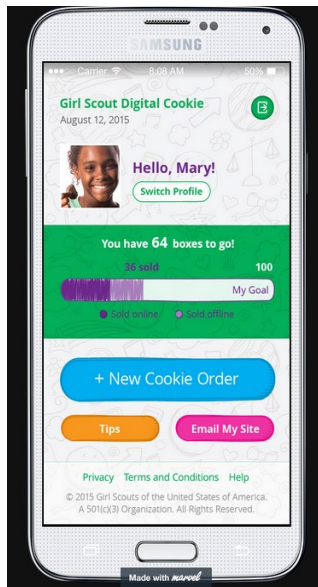 SAMSUNG
Carrier 8:08 AM 50%
Girl Scout Digital Cookie
August 12, 2015
Hello, Mary!
Switch Profile
You have 64 boxes to go!
36 sold 100
My Goal
Sold online Sold offline
+ New Cookie Order
Tips Email My Site
Privacy Terms and Conditions Help
© 2015 Girl Scouts of the United States of America.
A 501(c)(3) Organization. All Rights Reserved.
Made with marvel